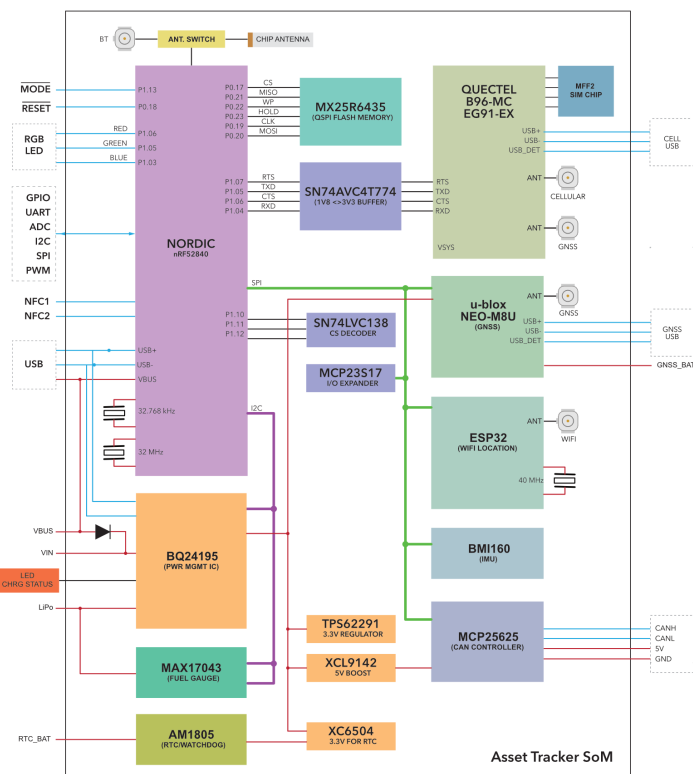 BT
ANT. SWITCH
CHIP ANTENNA
MODE
RESET
RGB
LED
RED
GREEN
BLUE
GPIO
UART
ADC
I2C
SPI
PWM
NFC1
NFC2
USB
P1.13
P0.18
P1.06
P1.05
P1.03
NORDIC
nRF52840
USB+
USB-
VBUS
32.768 kHz
32 MHz
P0.17
P0.21
P0.22
P0.23
P0.19
P0.20
CS
MISO
WP
HOLD
CLK
MOSI
MX25R6435
(QSPI FLASH MEMORY)
P1.07
P1.05
P1.06
P1.04
RTS
TXD
CTS
RXD
SN74AVC4T774
(1V8 <>3V3 BUFFER)
QUECTEL
B96-MC
EG91-EX
USB+
USB-
USB_DET
RTS
TXD
CTS
RXD
ANT
ANT
VSYS
MFF2
SIM CHIP
CELL
USB
CELLULAR
GNSS
SPI
P1.10
P1.11
P1.12
SN74LVC138
CS DECODER
MCP23S17
I/O EXPANDER
u-blox
NEO-M8U
(GNSS)
ANT
USB+
USB-
USB_DET
GNSS
GNSS
USB
GNSS_BAT
I2C
ESP32
(WIFI LOCATION)
ANT
WIFI
40 MHz
BMI160
(IMU)
VBUS
VIN
LED
CHRG STATUS
LiPo
BQ24195
(PWR MGMT IC)
TPS62291
3.3V REGULATOR
XCL9142
5V BOOST
MCP25625
(CAN CONTROLLER)
CANH
CANL
5V
GND
MAX17043
(FUEL GAUGE)
RTC_BAT
AM1805
(RTC/WATCHDOG)
XC6504
3.3V FOR RTC
Asset Tracker SoM